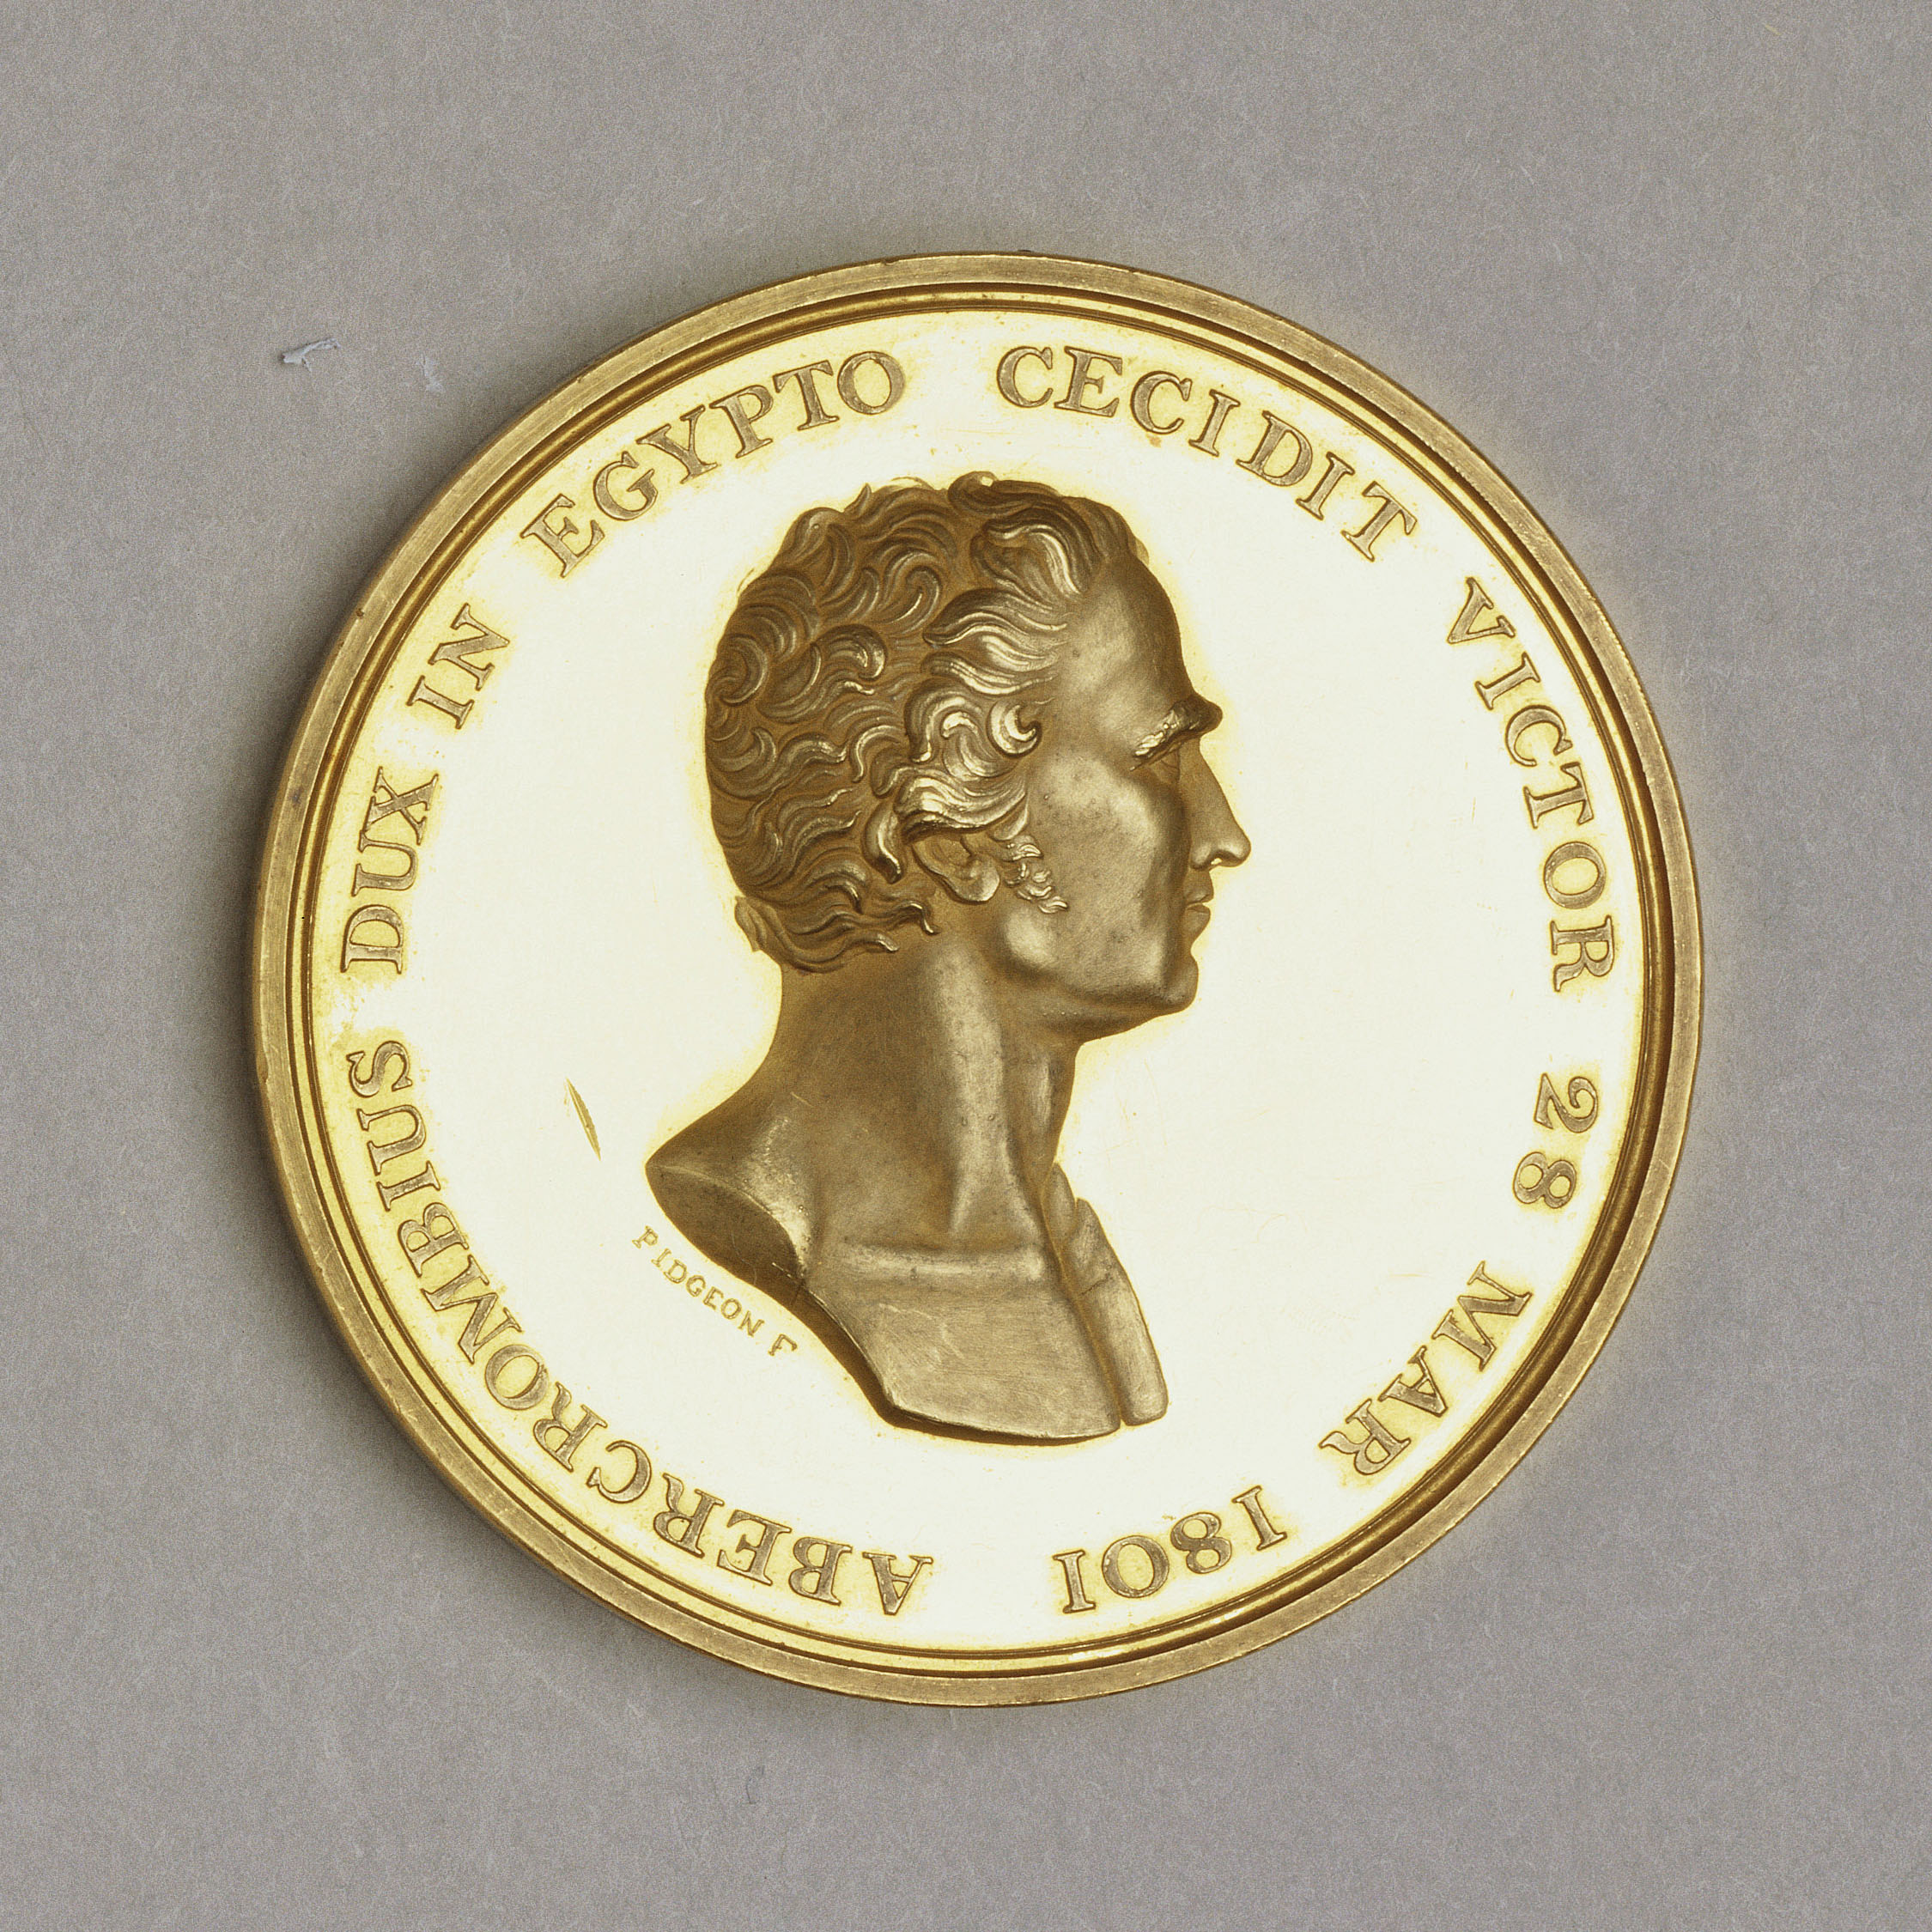 ABERCROMBIUS DUX IN EGYPTO CECIDIT VICTOR 28 MAR 1801
PIDGEON F